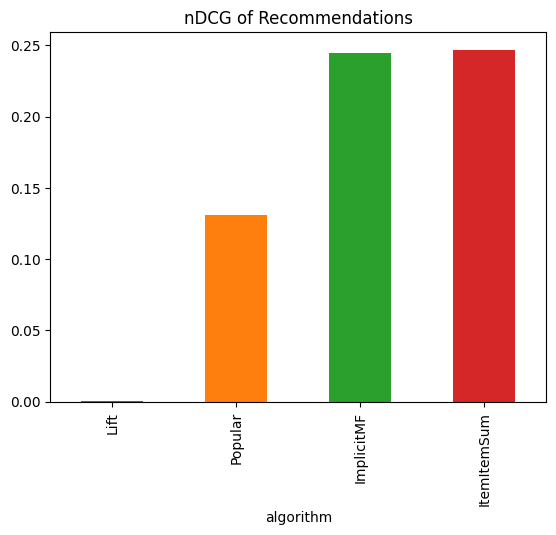 nDCG of Recommendations
0.25
0.20
0.15
0.10
0.05
0.00
Lift
Popular
ImplicitMF
ItemItemSum
algorithm